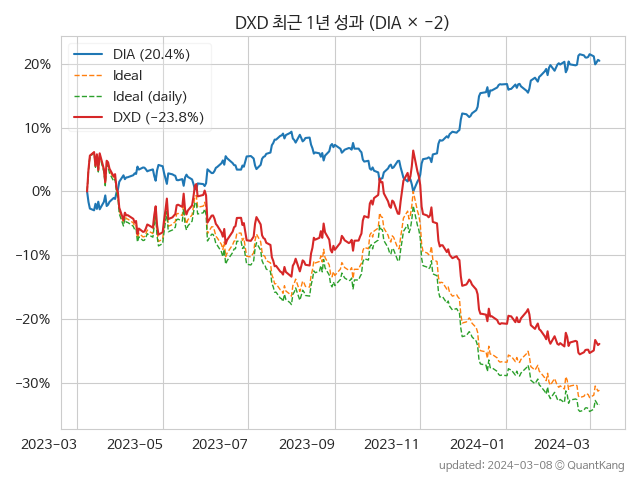 DXD 최근 1년 성과 (DIA × −2)
DIA (20.4%)
Ideal
Ideal (daily)
DXD (−23.8%)
20%
10%
0%
−10%
−20%
−30%
2023−03
2023−05
2023−07
2023−09
2023−11
2024−01
2024−03
updated: 2024−03−08 © QuantKang